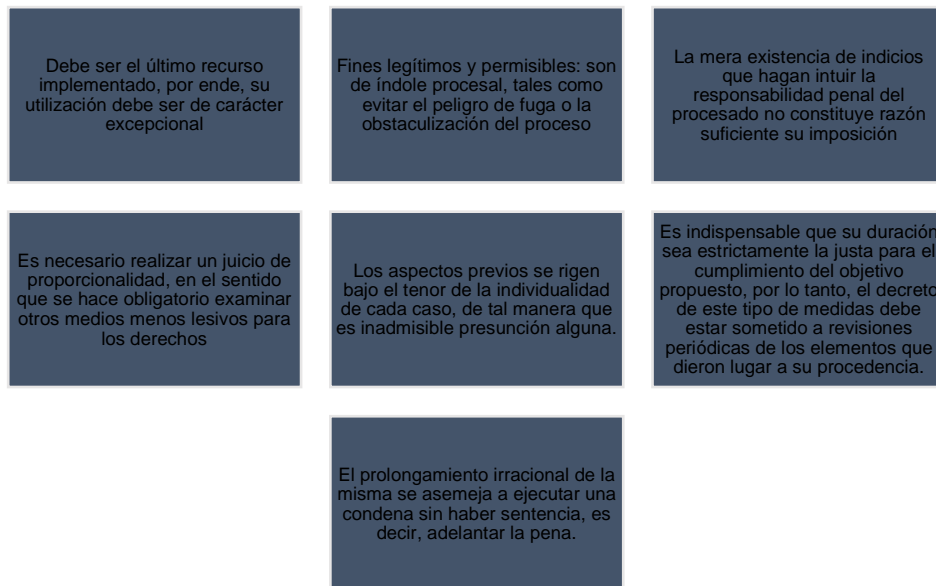 Debe ser el último recurso
implementado, por ende, su
utilización debe ser de carácter
excepcional
Fines legítimos y permisibles: son
de índole procesal, tales como
evitar el peligro de fuga o la
obstaculización del proceso
La mera existencia de indicios
que hagan intuir la
responsabilidad penal del
procesado no constituye razón
suficiente su imposición
Es necesario realizar un juicio de
proporcionalidad, en el sentido
que se hace obligatorio examinar
otros medios menos lesivos para
los derechos
Los aspectos previos se rigen
bajo el tenor de la individualidad
de cada caso, de tal manera que
es inadmisible presunción alguna.
Es indispensable que su duración
sea estrictamente la justa para el
cumplimiento del objetivo
propuesto, por lo tanto, el decreto
de este tipo de medidas debe
estar sometido a revisiones
periódicas de los elementos que
dieron lugar a su procedencia.
El prolongamiento irracional de la
misma se asemeja a ejecutar una
condena sin haber sentencia, es
decir, adelantar la pena.